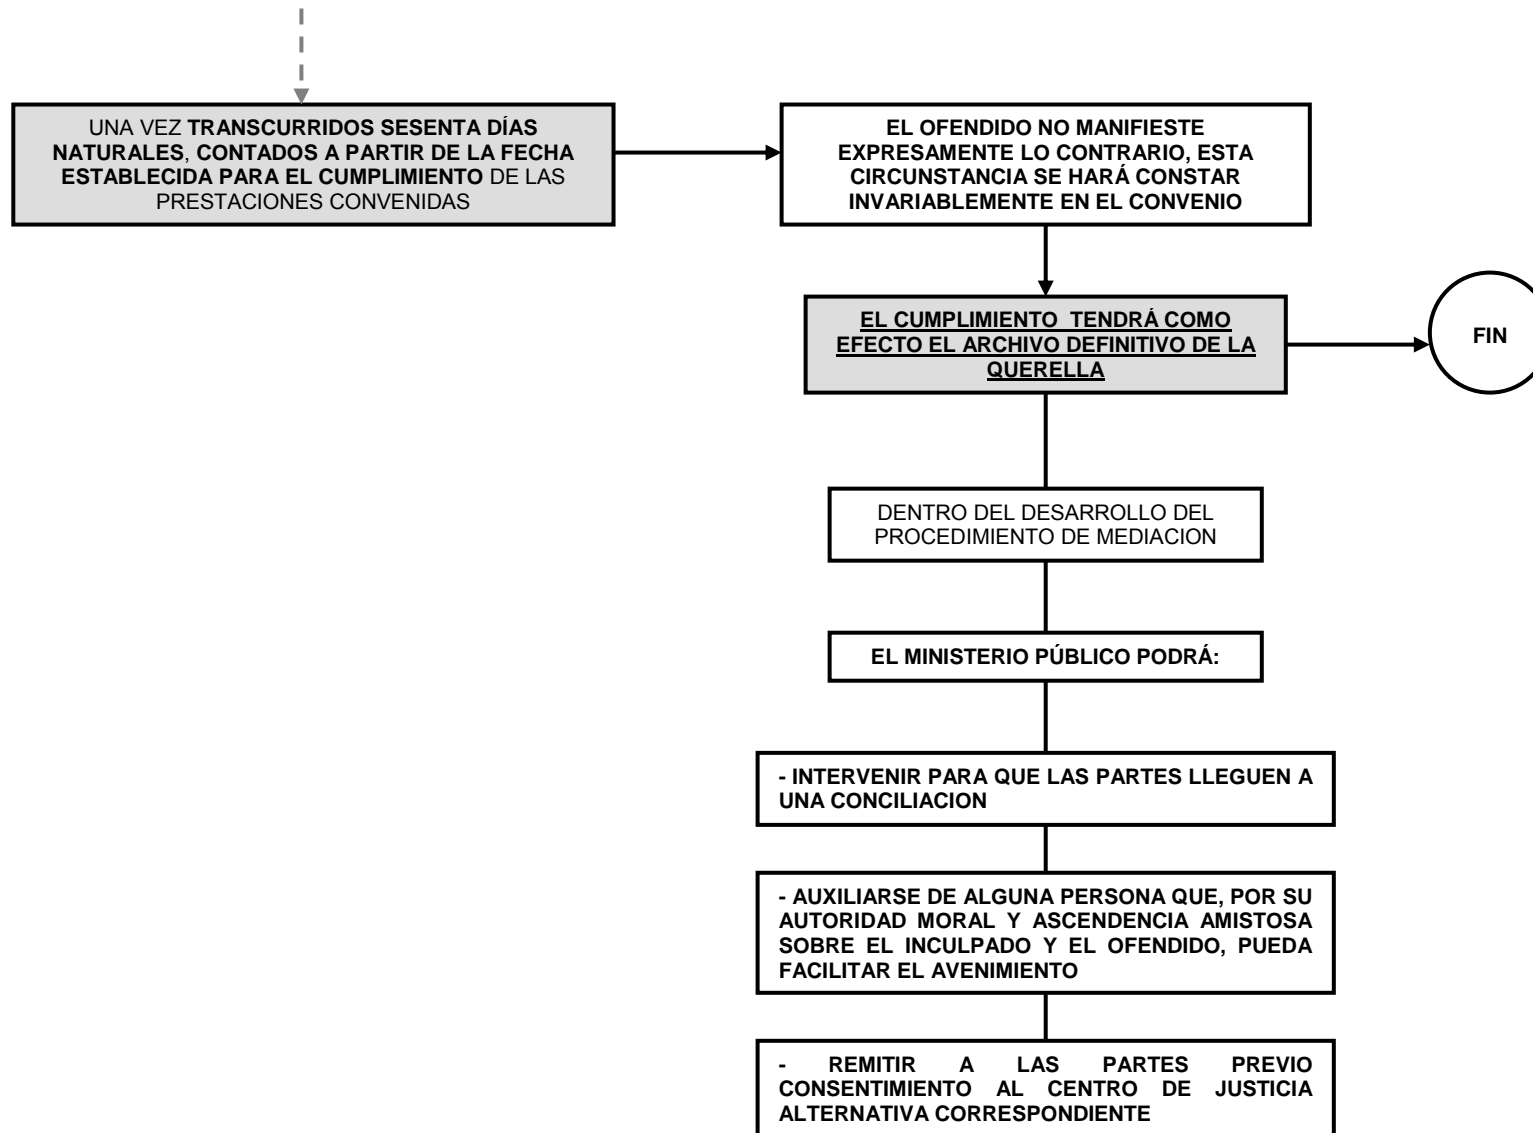 UNA VEZ TRANSCURRIDOS SESENTA DÍAS
NATURALES, CONTADOS A PARTIR DE LA FECHA
ESTABLECIDA PARA EL CUMPLIMIENTO DE LAS
PRESTACIONES CONVENIDAS
EL OFENDIDO NO MANIFIESTE
EXPRESAMENTE LO CONTRARIO, ESTA
CIRCUNSTANCIA SE HARÁ CONSTAR
INVARIABLEMENTE EN EL CONVENIO
EL CUMPLIMIENTO TENDRÁ COMO
EFECTO EL ARCHIVO DEFINITIVO DE LA
QUERELLA
FIN
DENTRO DEL DESARROLLO DEL
PROCEDIMIENTO DE MEDIACION
EL MINISTERIO PÚBLICO PODRÁ:
- INTERVENIR PARA QUE LAS PARTES LLEGUEN A
UNA CONCILIACION
- AUXILIARSE DE ALGUNA PERSONA QUE, POR SU
AUTORIDAD MORAL Y ASCENDENCIA AMISTOSA
SOBRE EL INCULPADO Y EL OFENDIDO, PUEDA
FACILITAR EL AVENIMIENTO
- REMITIR A LAS PARTES PREVIO
CONSENTIMIENTO AL CENTRO DE JUSTICIA
ALTERNATIVA CORRESPONDIENTE